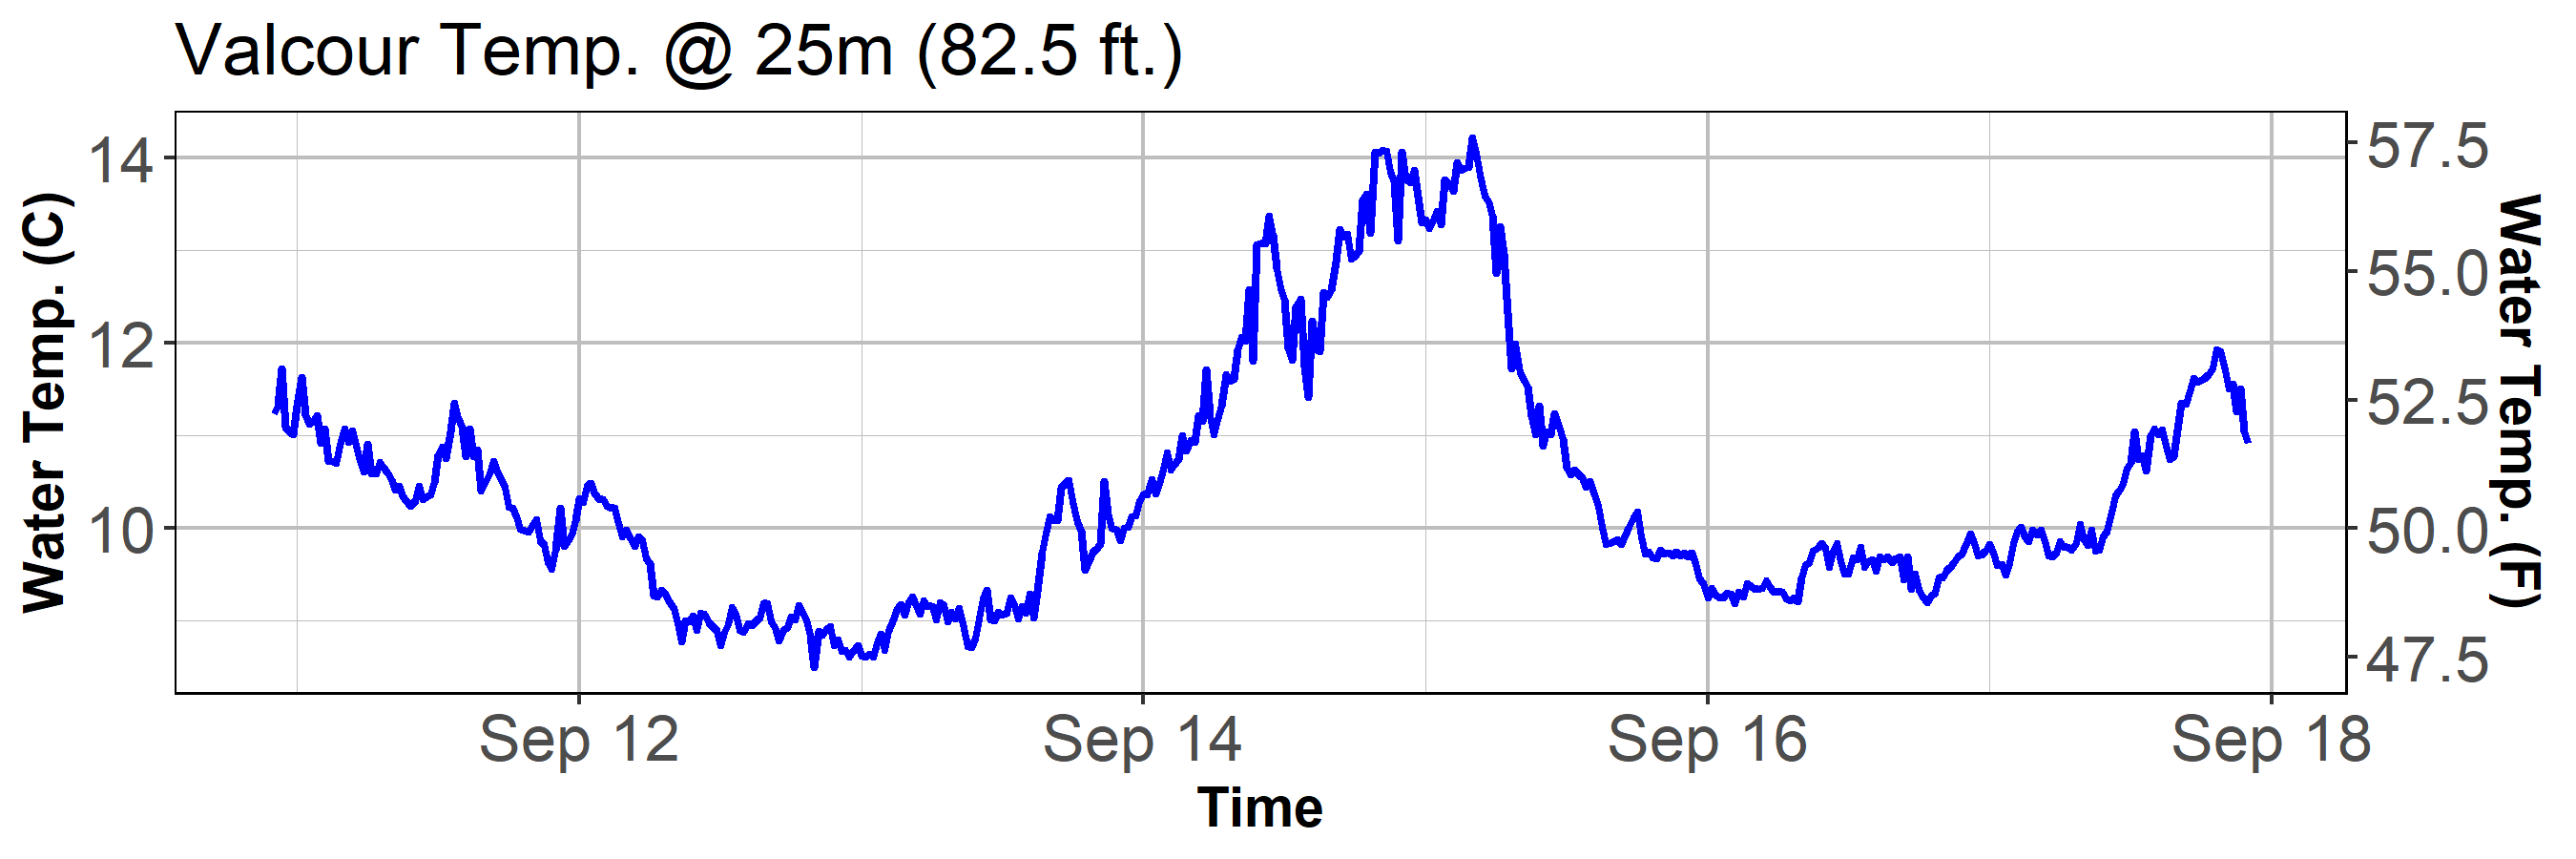 Valcour Temp. @ 25m (82.5 ft.)
Water Temp. (C)
14
12
10
57.5
55.0
52.5
50.0
47.5
Water Temp. (F)
Sep 12
Sep 14
Sep 16
Sep 18
Time